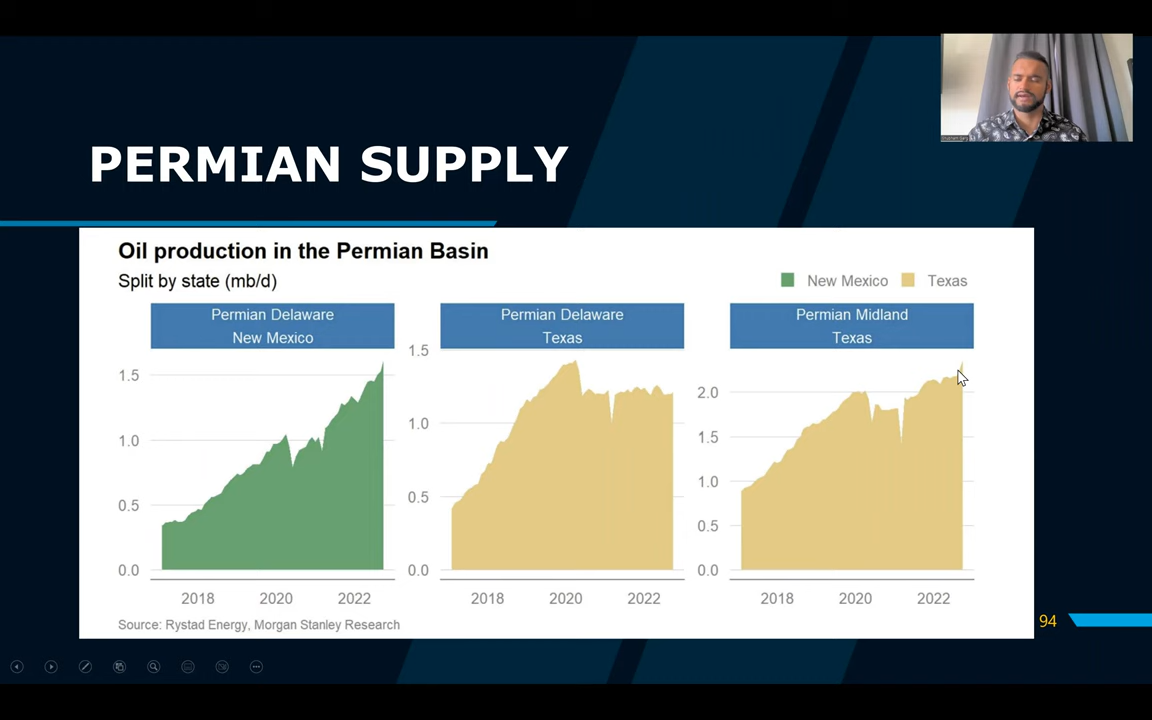 PERMIAN SUPPLY
Oil production in the Permian Basin
Split by state (mb/d)
New Mexico
Texas
Permian Delaware
New Mexico
Permian Delaware
Texas
Permian Midland
Texas
1.5
1.0
0.5
0.0
2018
2020
2022
1.5
1.0
0.5
0.0
2018
2020
2022
2.0
1.5
1.0
0.5
0.0
2018
2020
2022
Source: Rystad Energy, Morgan Stanley Research
94